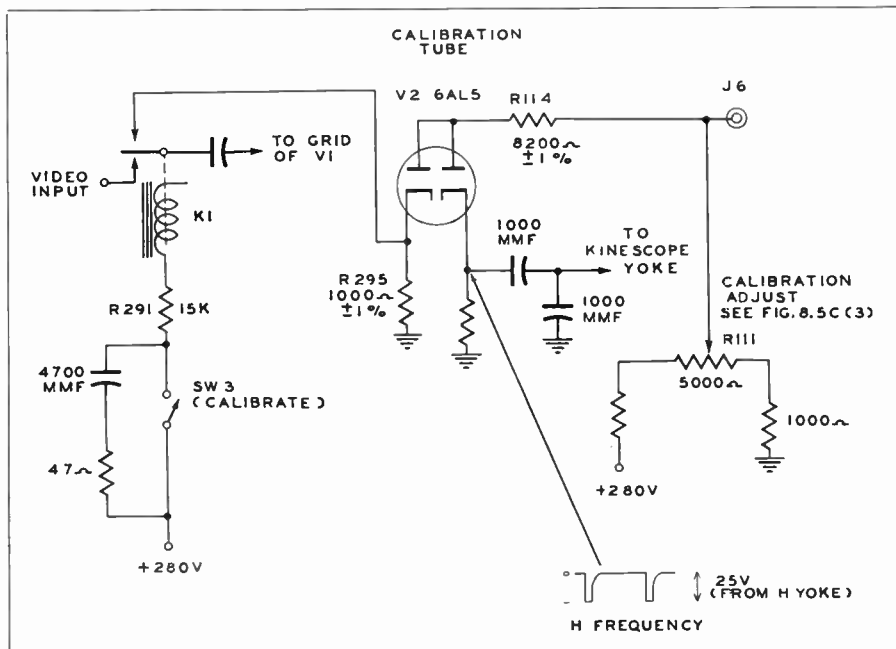 CALIBRATION
TUBE
V2 6AL5
R114
8200Ω
±1%
J6
TO GRID
OF V1
VIDEO
INPUT
K1
R291
15K
4700
MMF
SW3
(CALIBRATE)
47Ω
+280V
R295
1000Ω
±1%
1000
MMF
TO
KINESCOPE
YOKE
1000
MMF
CALIBRATION
ADJUST
SEE FIG. 8.5C (3)
R111
5000Ω
1000Ω
+280V
0
-
25V
(FROM H YOKE)
H FREQUENCY